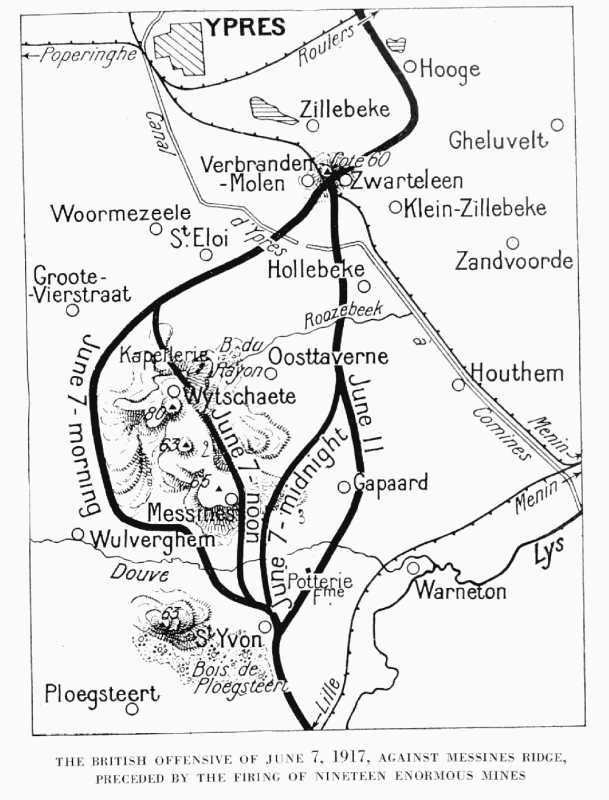 YPRES
←Poperinghe
Roulers
Hooge
Canal
Zillebeke
Gheluvelt
Cote 60
Verbranden
-Molen
Zwarteleen
Klein-Zillebeke
Woormezeele
d'Ypres
St Eloi
Zandvoorde
Hollebeke
Groote-
-Vierstraat
Roozebeek
B. du
Rayon
Kapellerie
Oosttaverne
à
Houthem
Wytschaete
80
June 7 - morning
June 7 - noon
June 7 - midnight
June 11
Comines
Menin
63
Gapaard
Menin
65
Messines
Wulverghem
Lys
Douve
Potterie
Fme
Warneton
63
St Yvon
Bois de
Ploegsteert
Ploegsteert
Lille
THE BRITISH OFFENSIVE OF JUNE 7, 1917, AGAINST MESSINES RIDGE,
PRECEDED BY THE FIRING OF NINETEEN ENORMOUS MINES